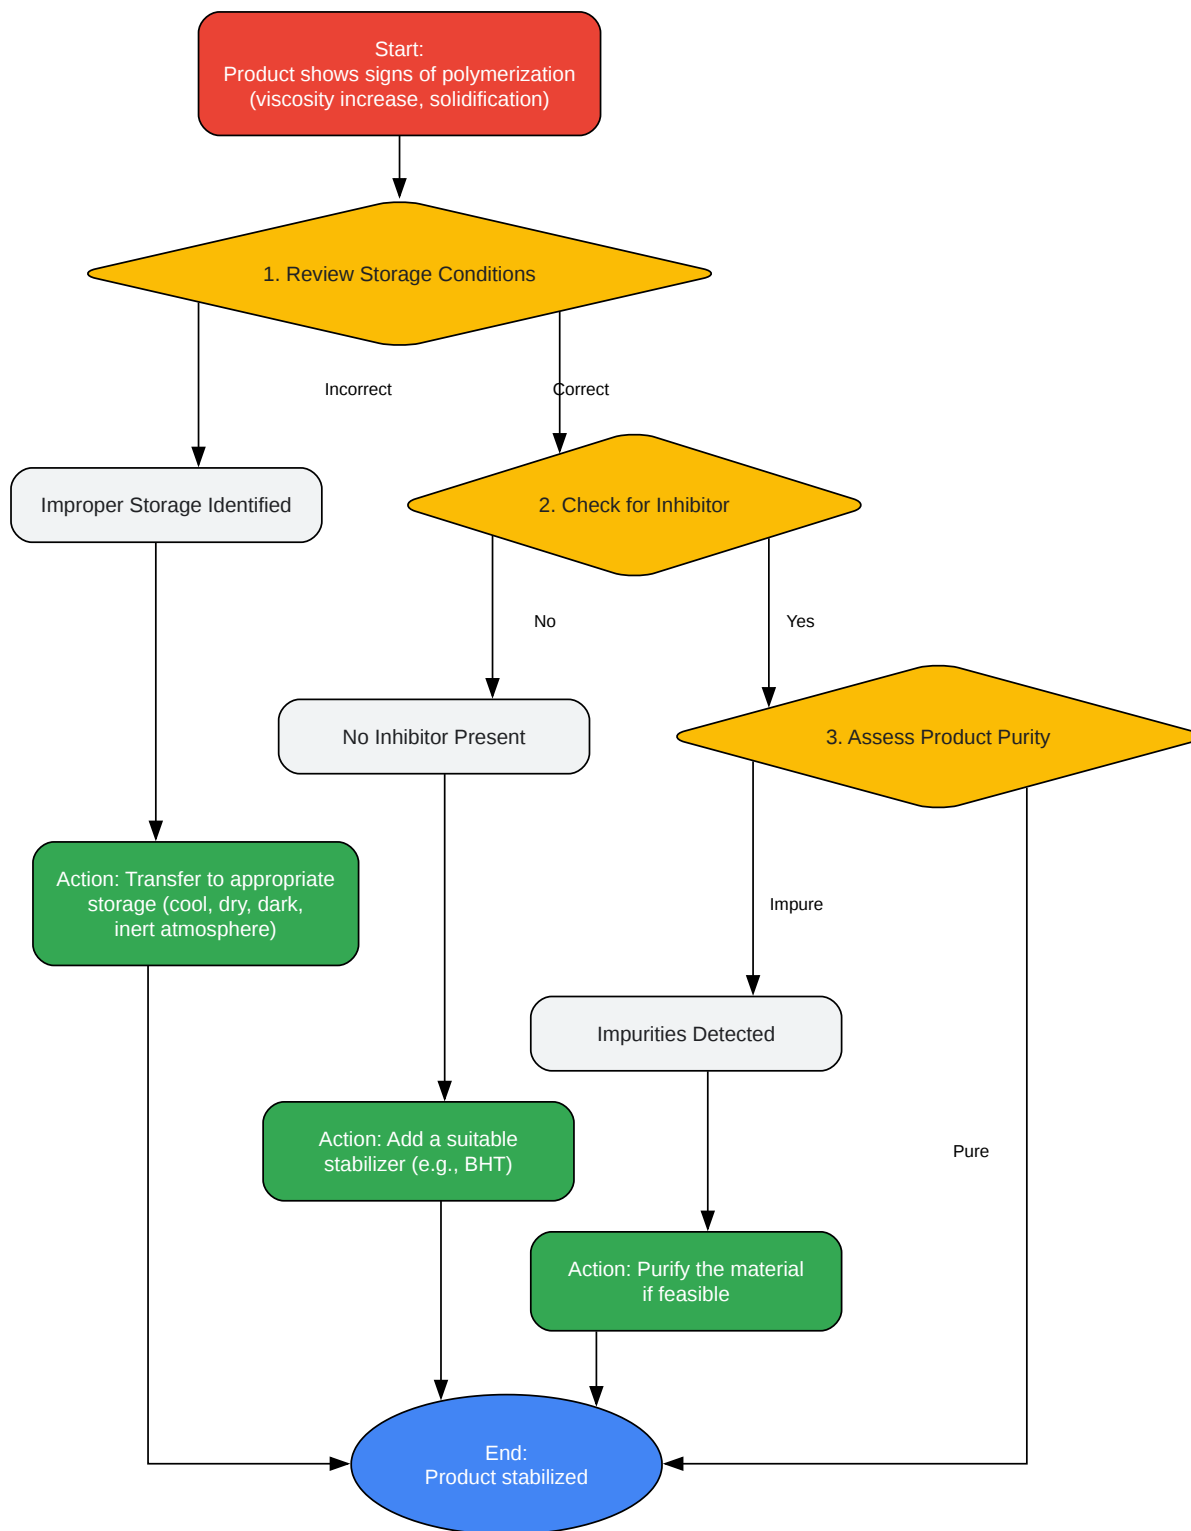 Start:
Product shows signs of polymerization
(viscosity increase, solidification)
1. Review Storage Conditions
Incorrect
Correct
Improper Storage Identified
2. Check for Inhibitor
No
Yes
No Inhibitor Present
3. Assess Product Purity
Action: Transfer to appropriate
storage (cool, dry, dark,
inert atmosphere)
Impure
Impurities Detected
Action: Add a suitable
stabilizer (e.g., BHT)
Pure
Action: Purify the material
if feasible
End:
Product stabilized